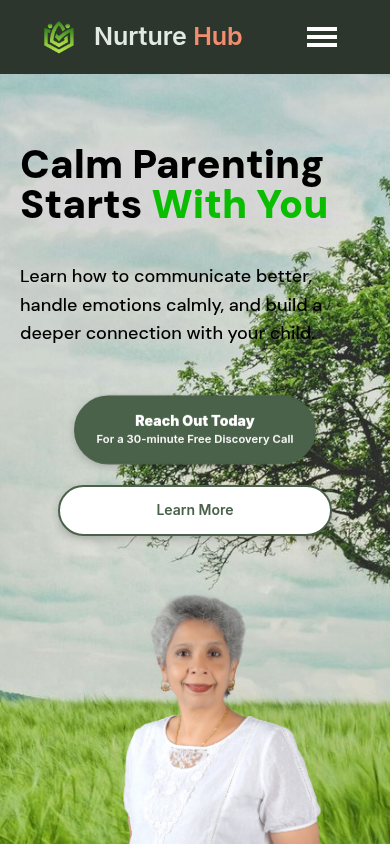 Nurture Hub
Calm Parenting
Starts With You
Learn how to communicate better,
handle emotions calmly, and build a
deeper connection with your child.
Reach Out Today
For a 30-minute Free Discovery Call
Learn More